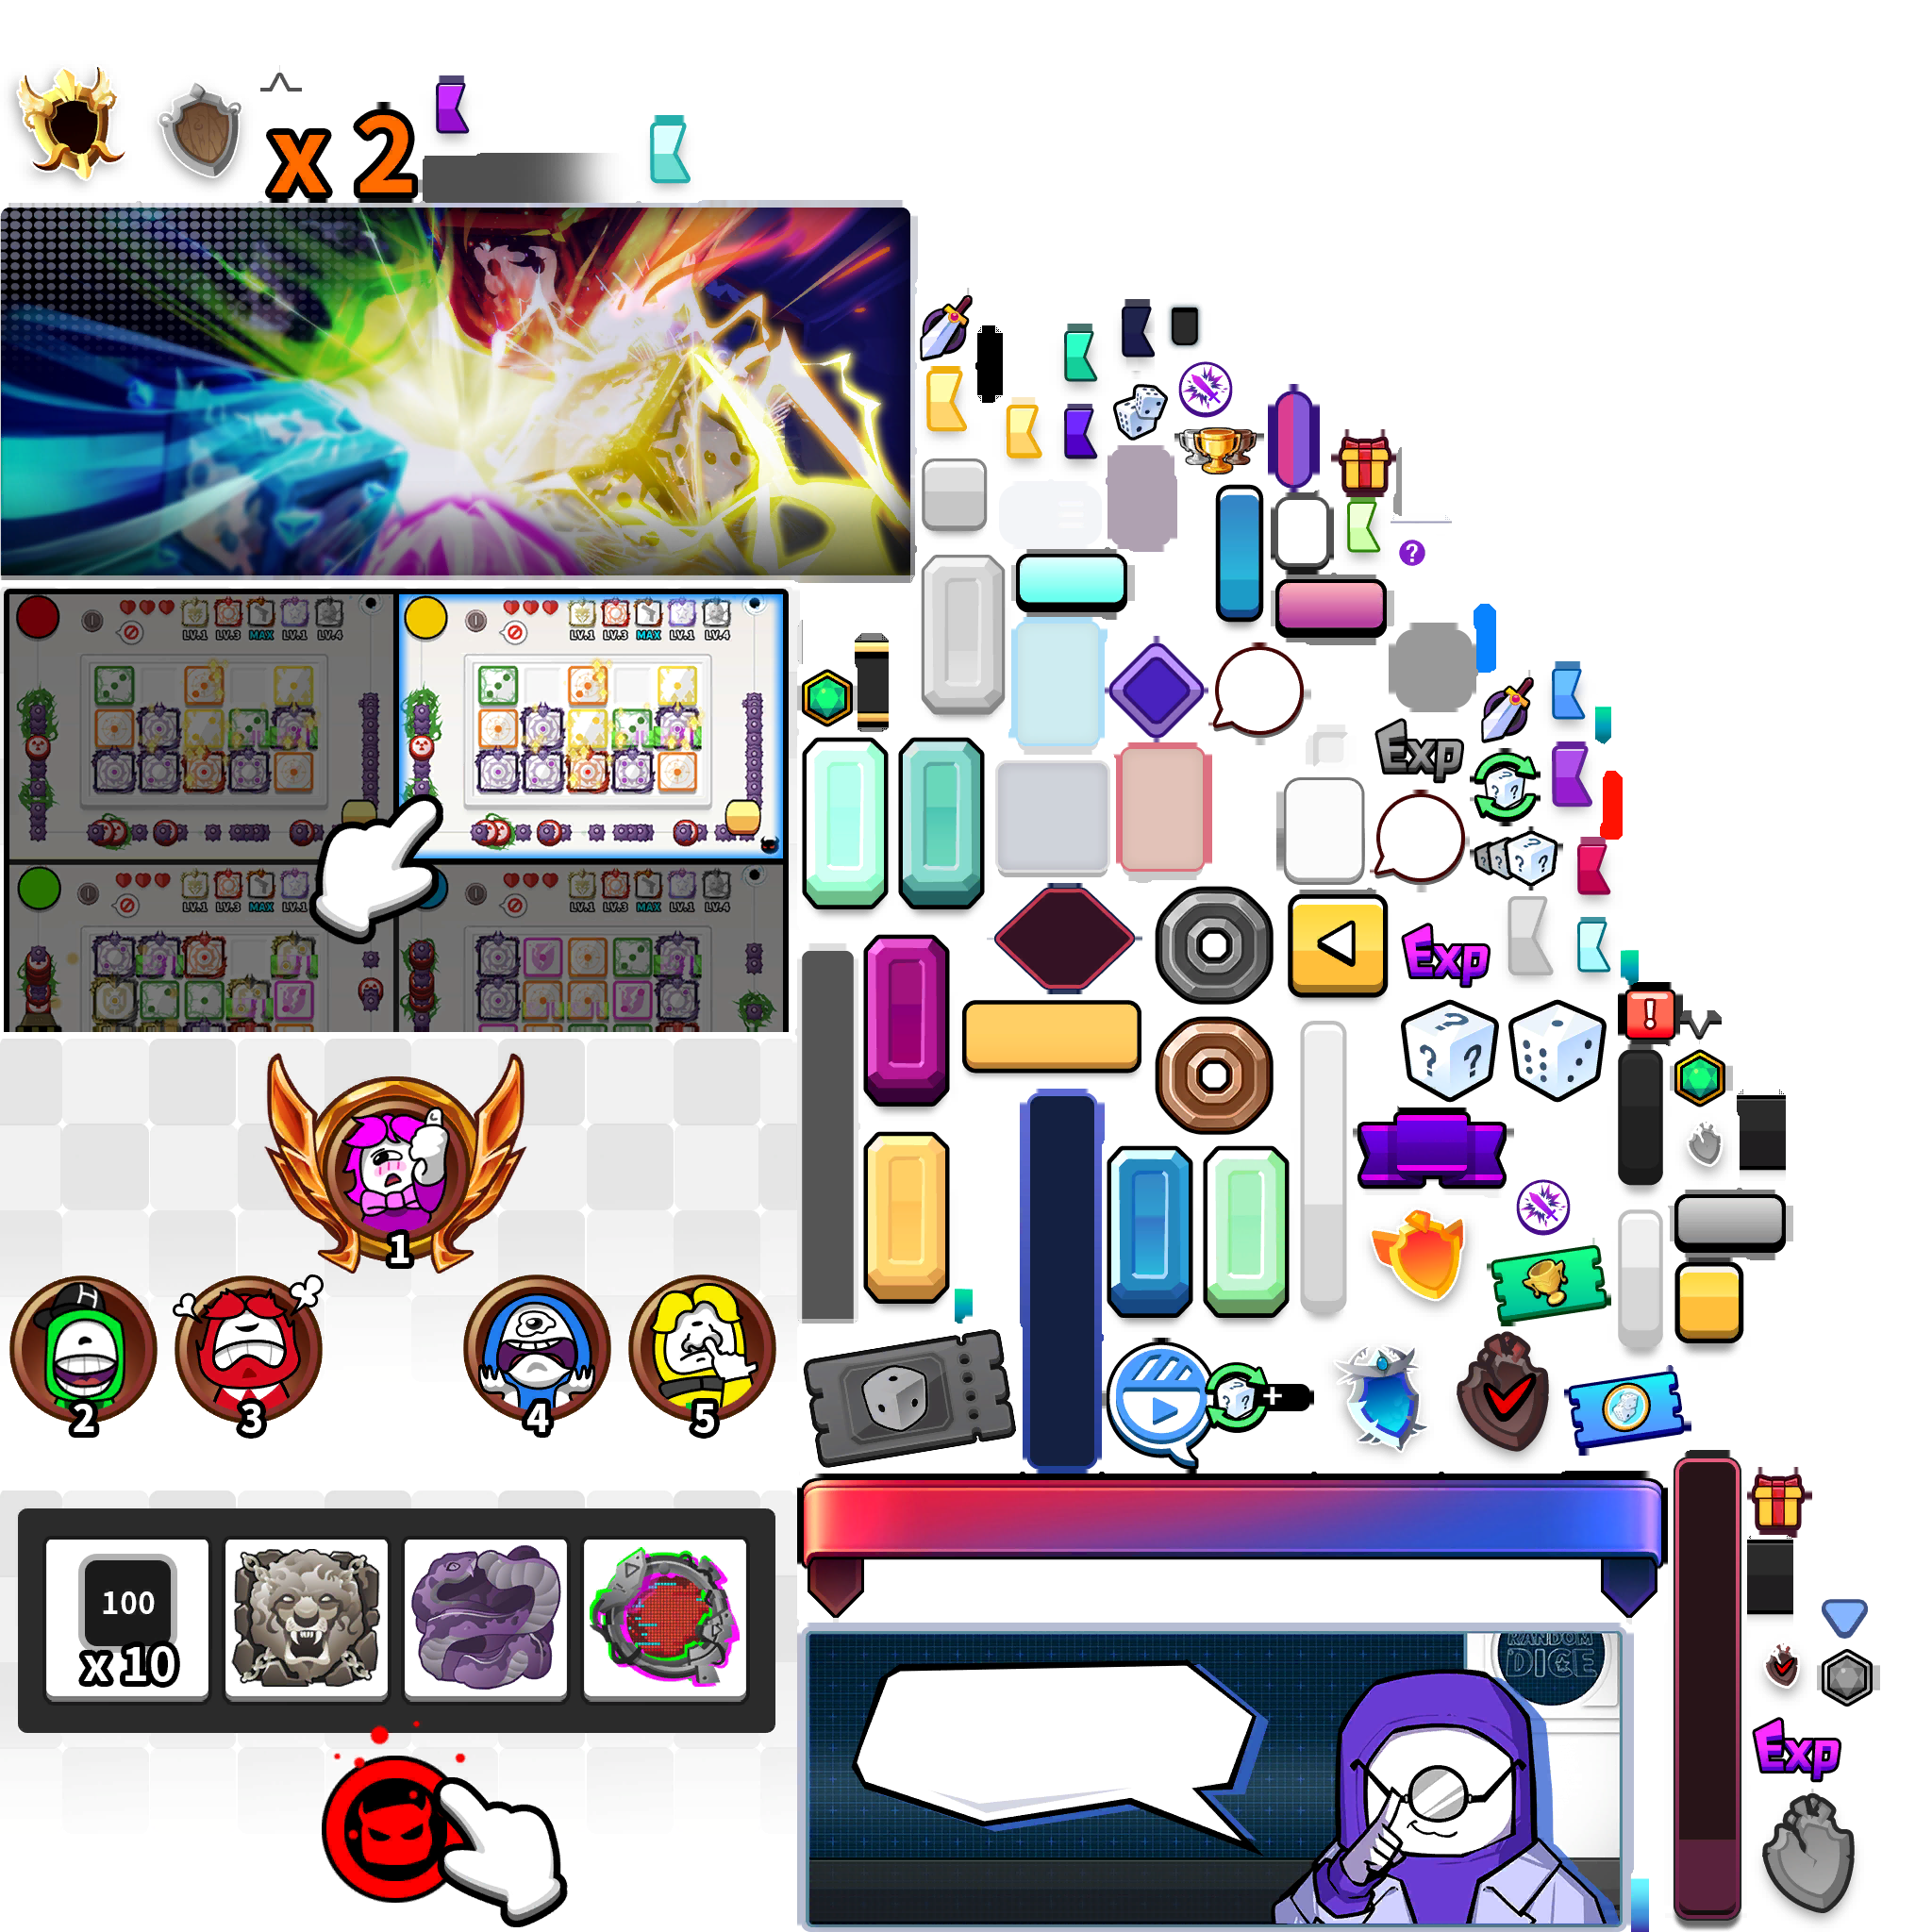 x 2
LV.1 LV.3 MAX LV.1 LV.4
LV.1 LV.3 MAX LV.1 LV.4
LV.1 LV.3 MAX LV.1
LV.1 LV.3 MAX LV.1 LV.4
?
Exp
? ?
? ?
Exp
? ? ?
!
1
H
2
3
4
5
? ?
+
100
x 10
RANDOM
DICE
Exp